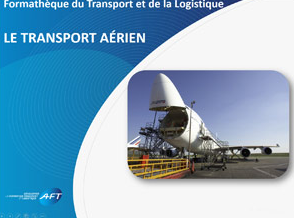 Formathèque du Transport et de la Logistique
LE TRANSPORT AÉRIEN
AFT